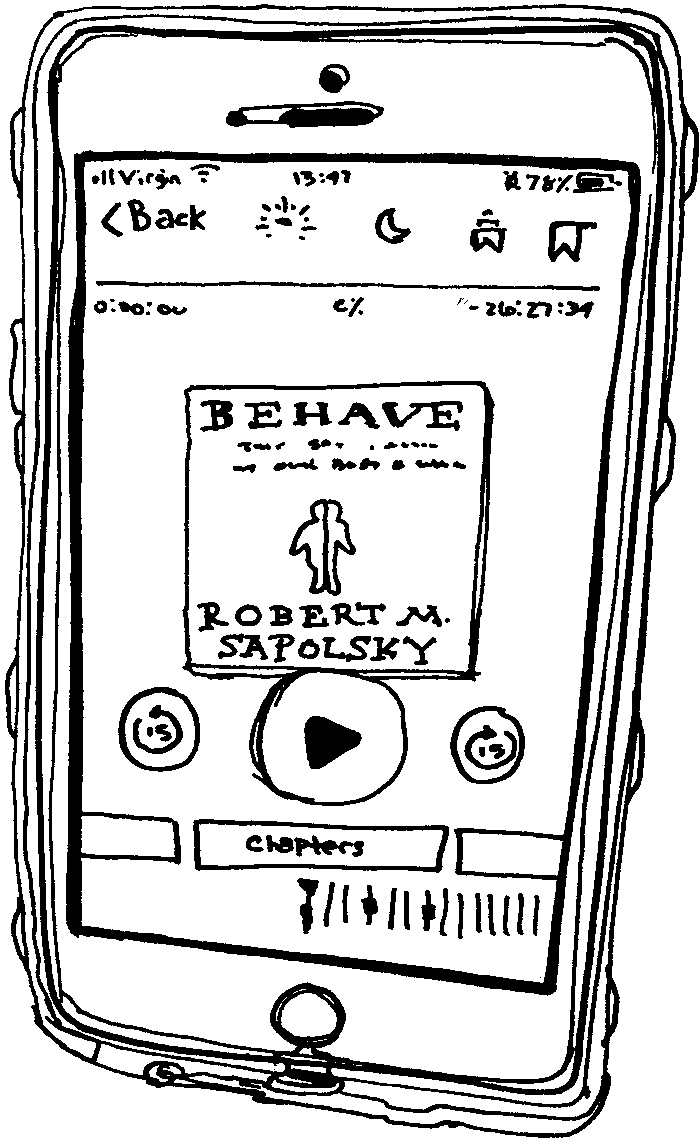 Virgin 13:47 78%
Back
0:00:00 0% -26:27:34
BEHAVE
ROBERT M.
SAPOLSKY
15 15
Chapters